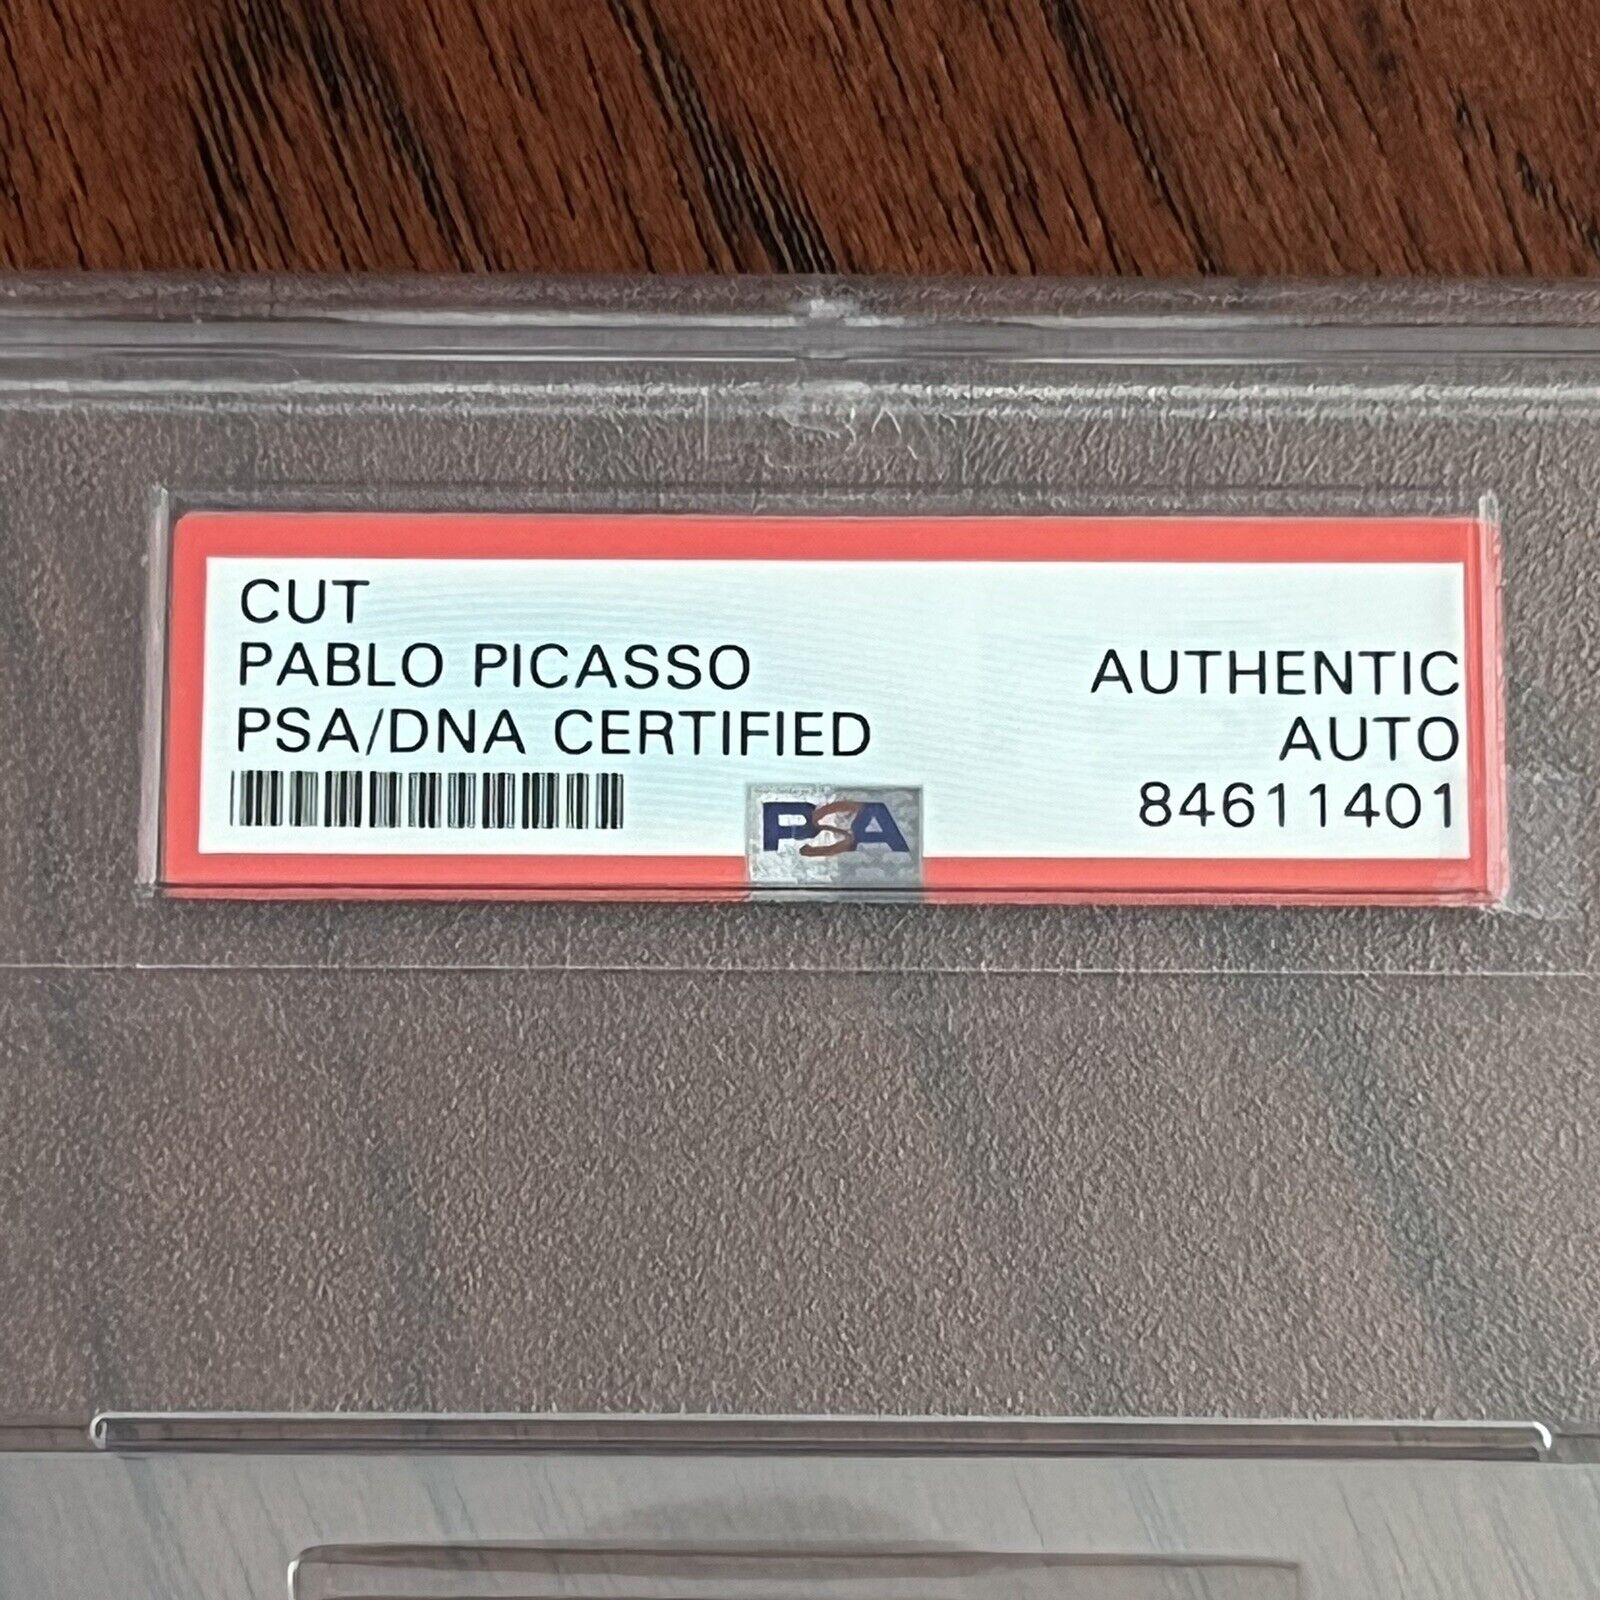 CUT
PABLO PICASSO
PSA/DNA CERTIFIED
AUTHENTIC
AUTO
84611401
PSA